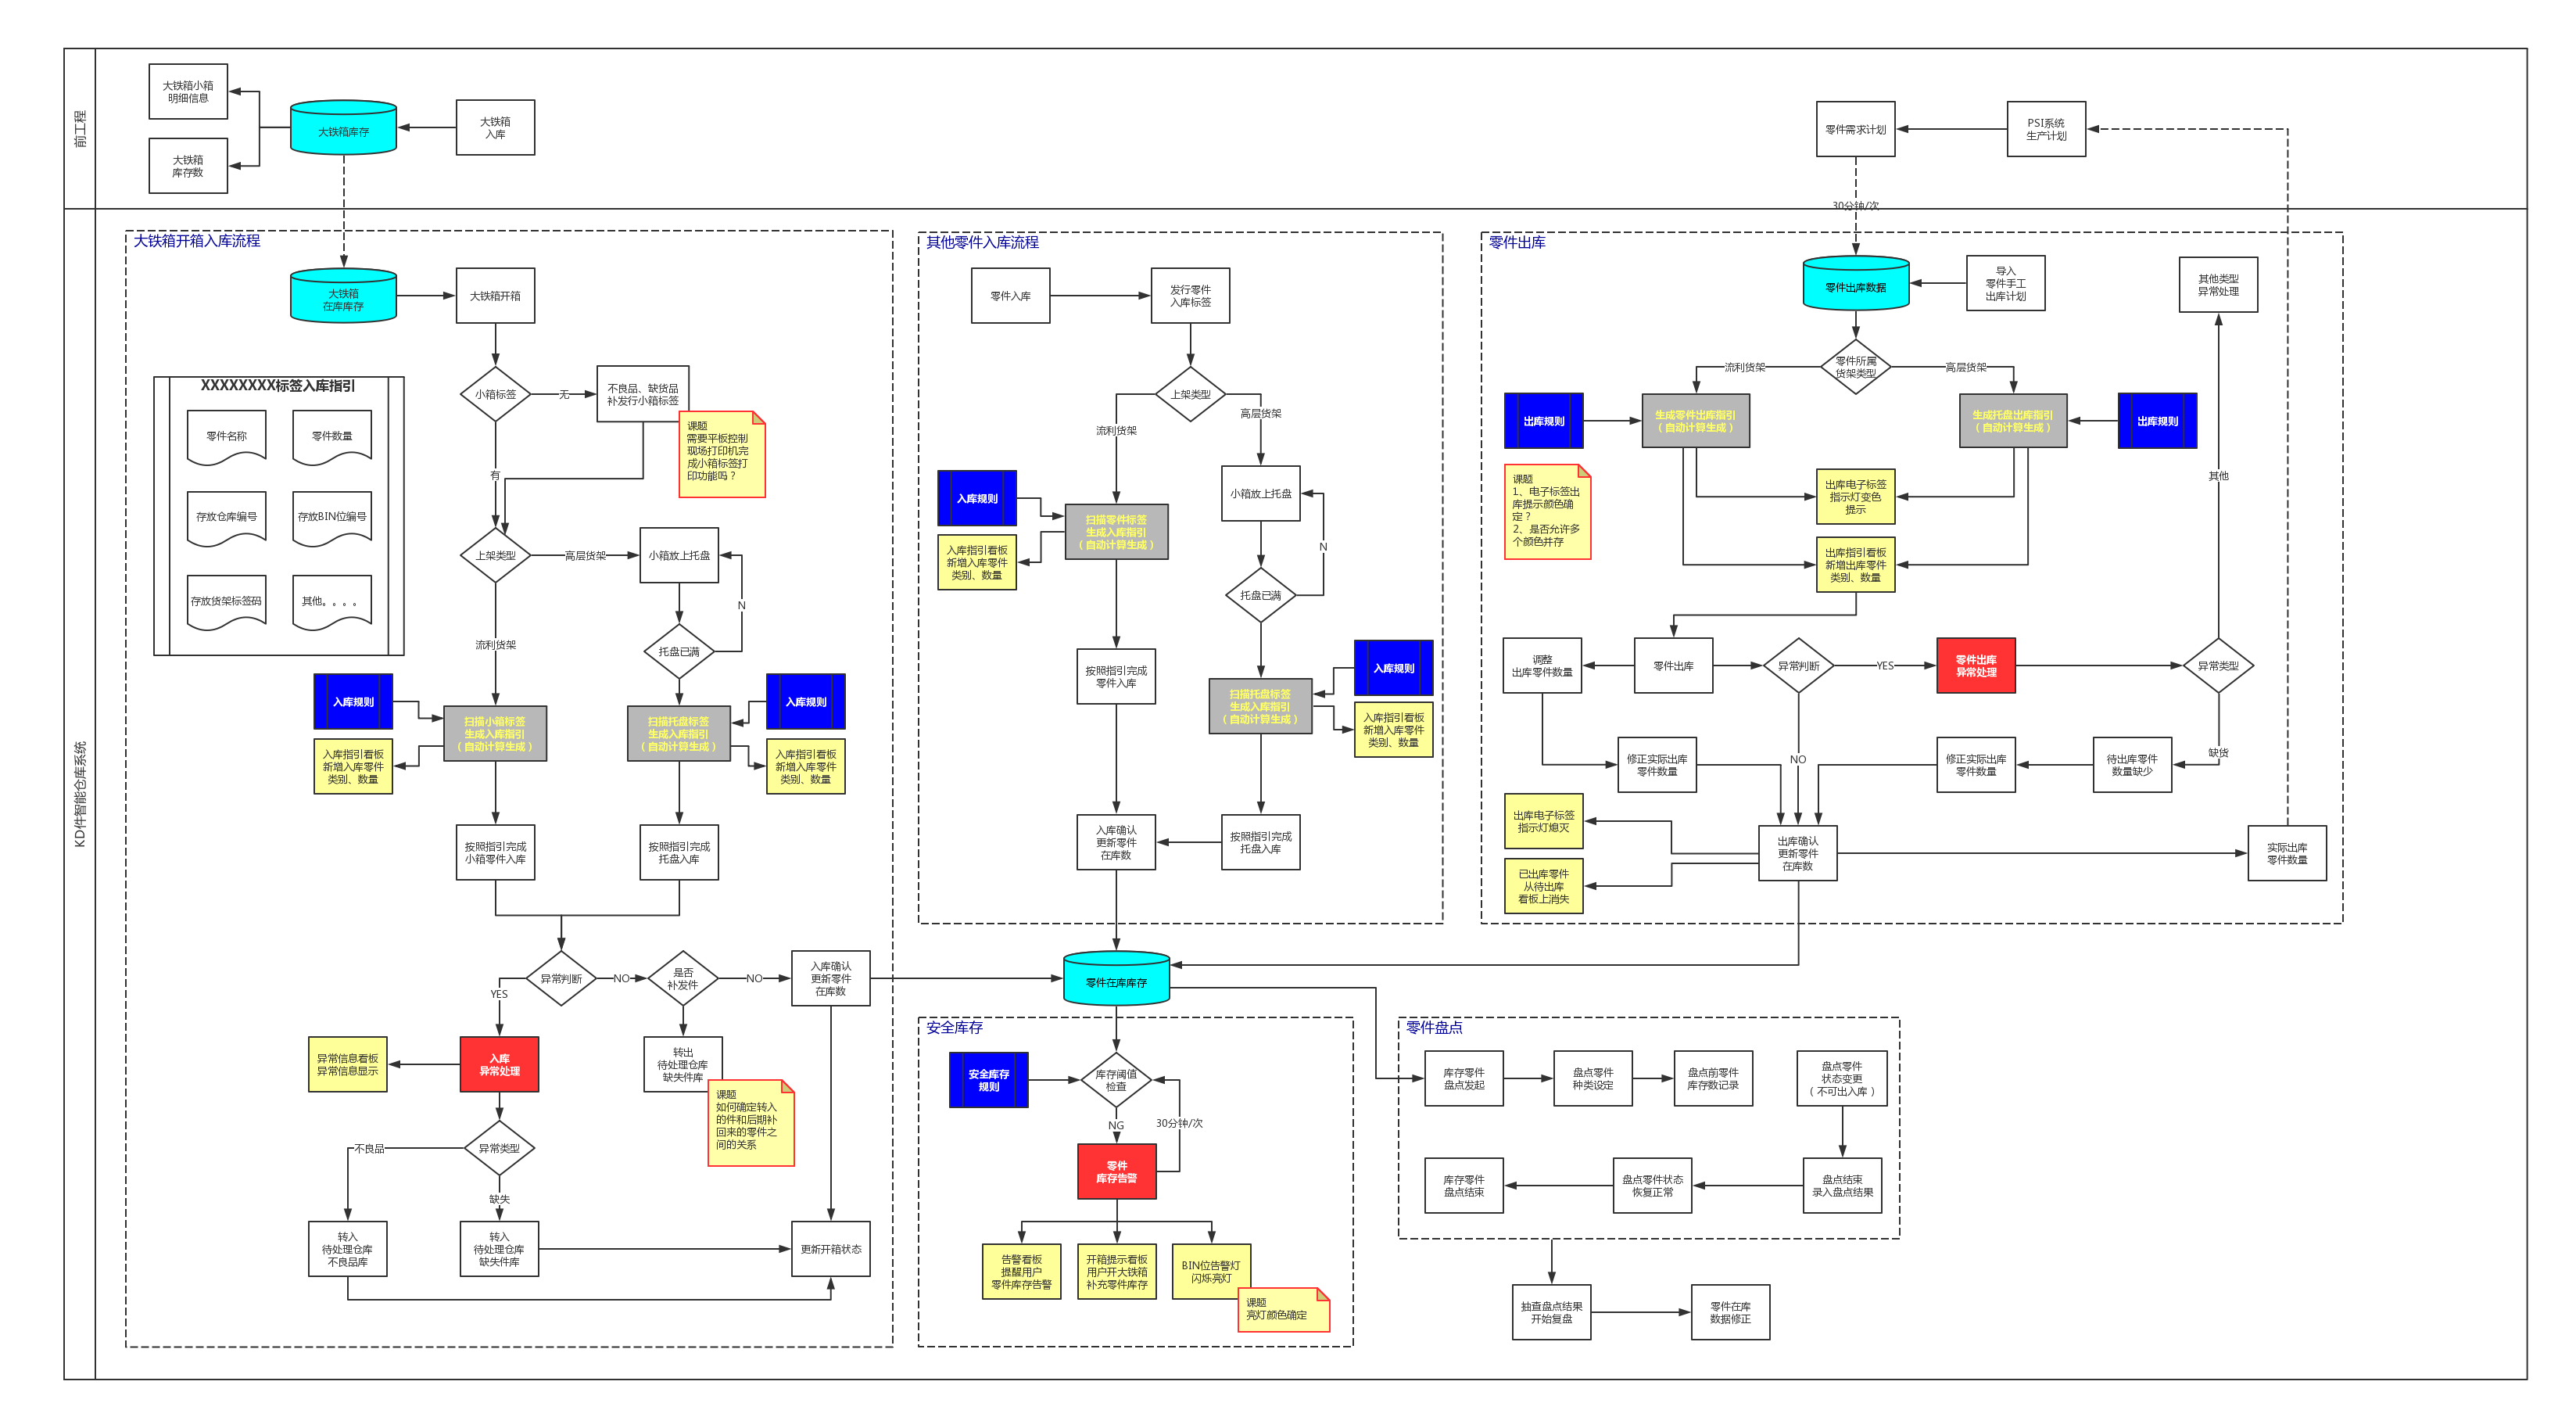 前工程
大铁箱小箱
明细信息
大铁箱
库存数
大铁箱库存
大铁箱
入库
零件需求计划
PSI系统
生产计划
30分钟/次
KD件智能仓库系统
大铁箱开箱入库流程
大铁箱
在库库存
大铁箱开箱
小箱标签
无
不良品、缺货品
补发行小箱标签
课题
需要平板控制
现场打印机完
成小箱标签打
印功能吗？
有
XXXXXXXX标签入库指引
零件名称
零件数量
存放仓库编号
存放BIN位编号
存放货架标签码
其他。。。。
上架类型
高层货架
小箱放上托盘
N
托盘已满
流利货架
入库规则
扫描小箱标签
生成入库指引
（自动计算生成）
入库指引看板
新增入库零件
类别、数量
扫描托盘标签
生成入库指引
（自动计算生成）
入库规则
入库指引看板
新增入库零件
类别、数量
按照指引完成
小箱零件入库
按照指引完成
托盘入库
异常判断
NO
是否
补发件
NO
入库确认
更新零件
在库数
YES
异常信息看板
异常信息显示
入库
异常处理
转出
待处理仓库
缺失件库
课题
如何确定转入
的件和后期补
回来的零件之
间的关系
异常类型
不良品
缺失
转入
待处理仓库
不良品库
转入
待处理仓库
缺失件库
更新开箱状态
其他零件入库流程
零件入库
发行零件
入库标签
上架类型
流利货架
高层货架
入库规则
扫描零件标签
生成入库指引
（自动计算生成）
入库指引看板
新增入库零件
类别、数量
小箱放上托盘
N
托盘已满
按照指引完成
零件入库
扫描托盘标签
生成入库指引
（自动计算生成）
入库规则
入库指引看板
新增入库零件
类别、数量
入库确认
更新零件
在库数
按照指引完成
托盘入库
零件在库库存
安全库存
安全库存
规则
库存阈值
检查
NG
30分钟/次
零件
库存告警
告警看板
提醒用户
零件库存告警
开箱提示看板
用户开大铁箱
补充零件库存
BIN位告警灯
闪烁亮灯
课题
亮灯颜色确定
零件出库
零件出库数据
导入
零件手工
出库计划
其他类型
异常处理
零件所属
货架类型
流利货架
高层货架
出库规则
生成零件出库指引
（自动计算生成）
生成托盘出库指引
（自动计算生成）
出库规则
课题
1、电子标签出
库提示颜色确
定？
2、是否允许多
个颜色并存
出库电子标签
指示灯变色
提示
出库指引看板
新增出库零件
类别、数量
其他
调整
出库零件数量
零件出库
异常判断
YES
零件出库
异常处理
异常类型
修正实际出库
零件数量
NO
修正实际出库
零件数量
待出库零件
数量缺少
缺货
出库电子标签
指示灯熄灭
已出库零件
从待出库
看板上消失
出库确认
更新零件
在库数
实际出库
零件数量
零件盘点
库存零件
盘点发起
盘点零件
种类设定
盘点前零件
库存数记录
盘点零件
状态变更
（不可出入库）
库存零件
盘点结束
盘点零件状态
恢复正常
盘点结束
录入盘点结果
抽查盘点结果
开始复盘
零件在库
数据修正